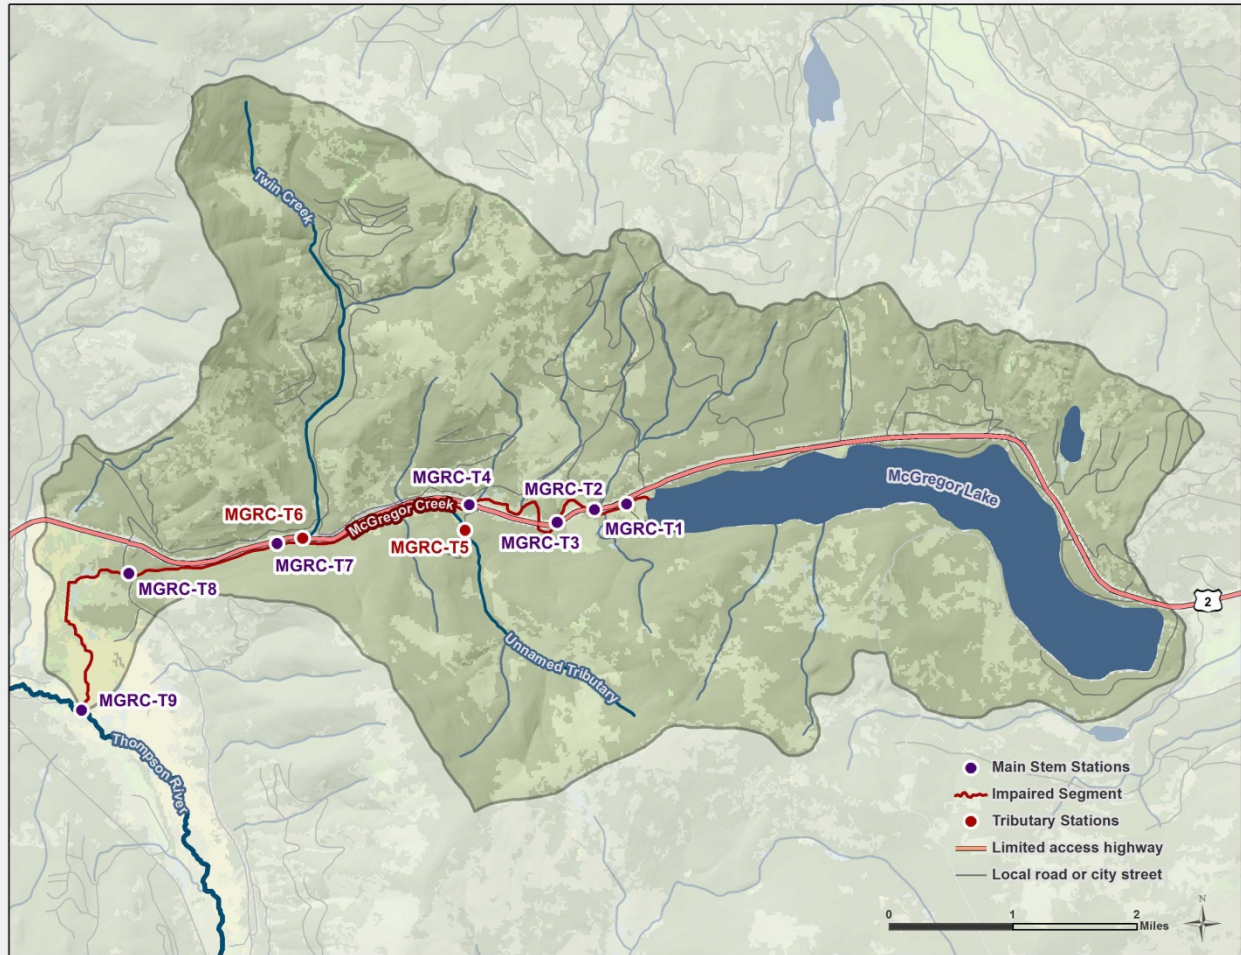 Twin Creek
MGRC-T4
MGRC-T2
McGregor Lake
McGregor Creek
MGRC-T6
MGRC-T1
MGRC-T3
MGRC-T5
MGRC-T7
MGRC-T8
2
Unnamed Tributary
MGRC-T9
Thompson River
Main Stem Stations
Impaired Segment
Tributary Stations
Limited access highway
Local road or city street
0 1 2
Miles
N